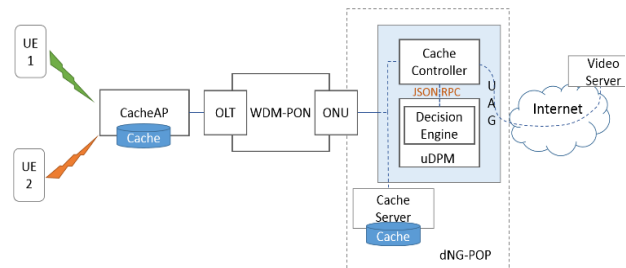 UE
1
UE
2
CacheAP
Cache
OLT
WDM-PON
ONU
Cache
Controller
JSON RPC
Decision
Engine
uDPM
U
A
G
Cache
Server
Cache
dNG-POP
Video
Server
Internet